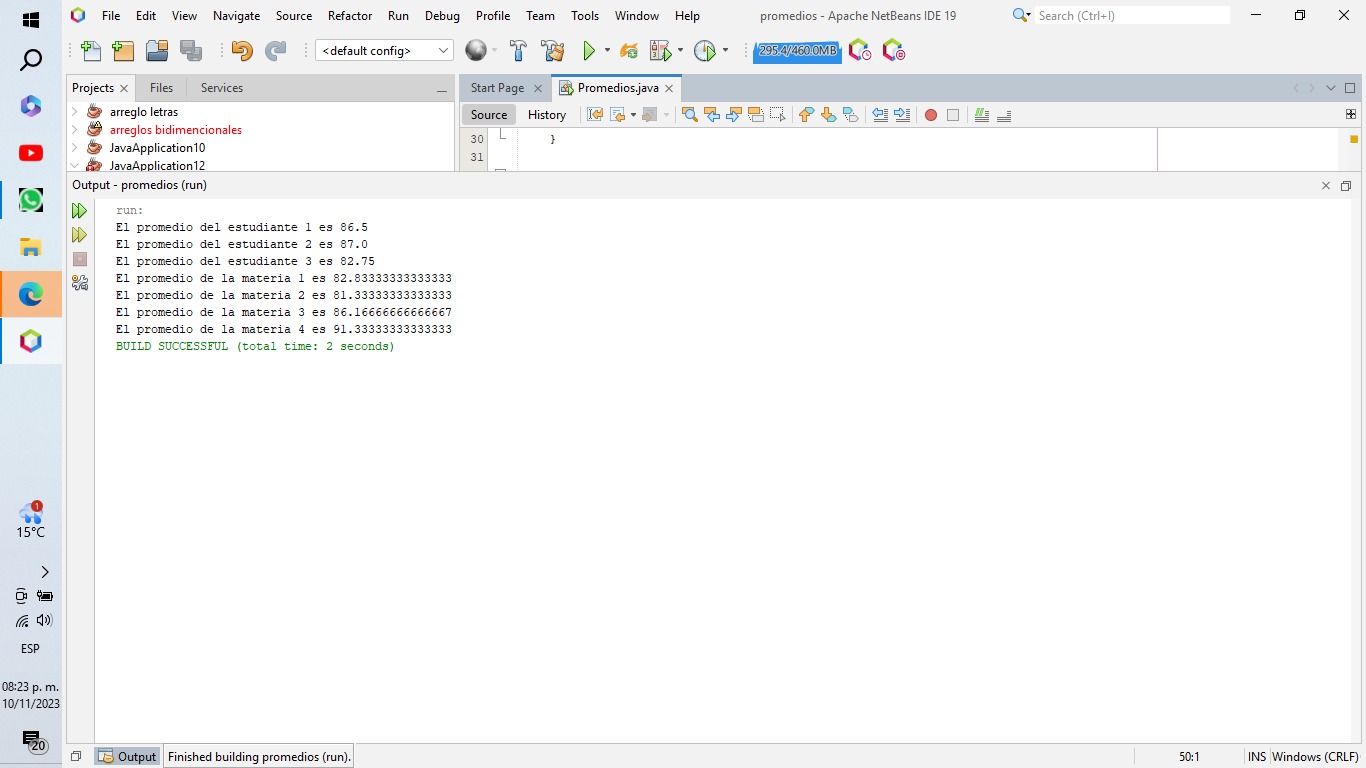 File Edit View Navigate Source Refactor Run Debug Profile Team Tools Window Help promedios - Apache NetBeans IDE 19 Search (Ctrl+I)
<default config> 295.4/460.0MB
Projects Files Services Start Page Promedios.java
Source History
arreglo letras
arreglos bidimencionales
JavaApplication10
JavaApplication12
30 }
31
Output - promedios (run)
run:
El promedio del estudiante 1 es 86.5
El promedio del estudiante 2 es 87.0
El promedio del estudiante 3 es 82.75
El promedio de la materia 1 es 82.83333333333333
El promedio de la materia 2 es 81.33333333333333
El promedio de la materia 3 es 86.16666666666667
El promedio de la materia 4 es 91.33333333333333
BUILD SUCCESSFUL (total time: 2 seconds)
1
15°C
ESP
08:23 p. m.
10/11/2023
20
Output Finished building promedios (run). 50:1 INS Windows (CRLF)